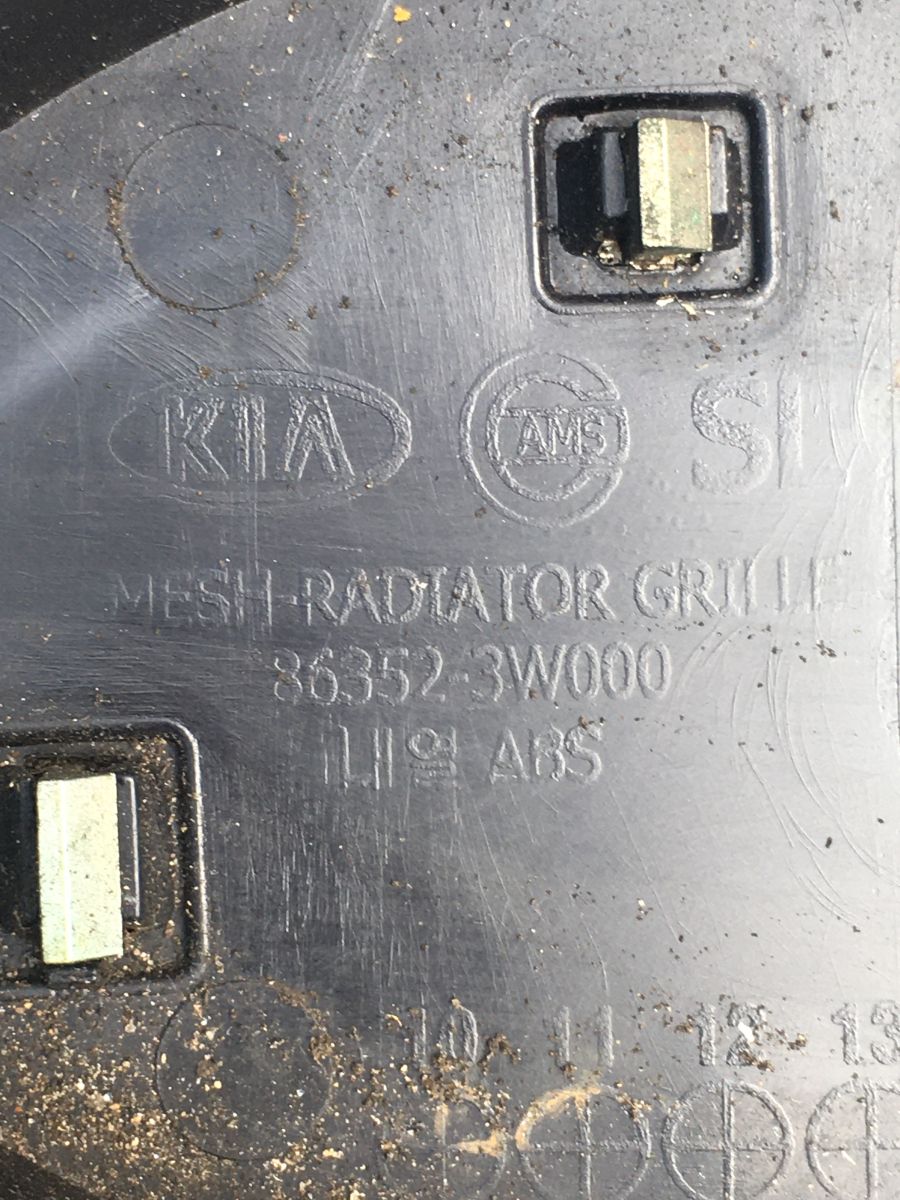 KIA AMS SI
MESH-RADIATOR GRILLE
86352-3W000
내열 ABS
10 11 12 13